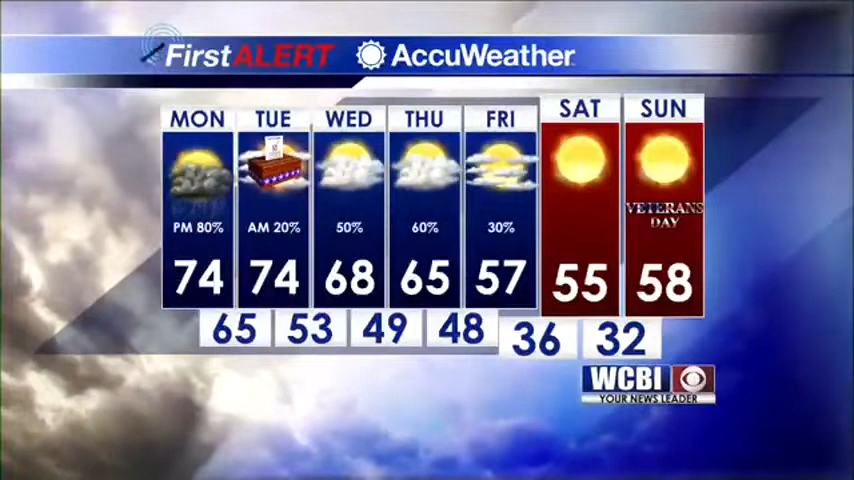 FirstALERT AccuWeather
MON TUE WED THU FRI SAT SUN
VETERANS
DAY
PM 80% AM 20% 50% 60% 30%
74 74 68 65 57 55 58
65 53 49 48 36 32
WCBI
YOUR NEWS LEADER